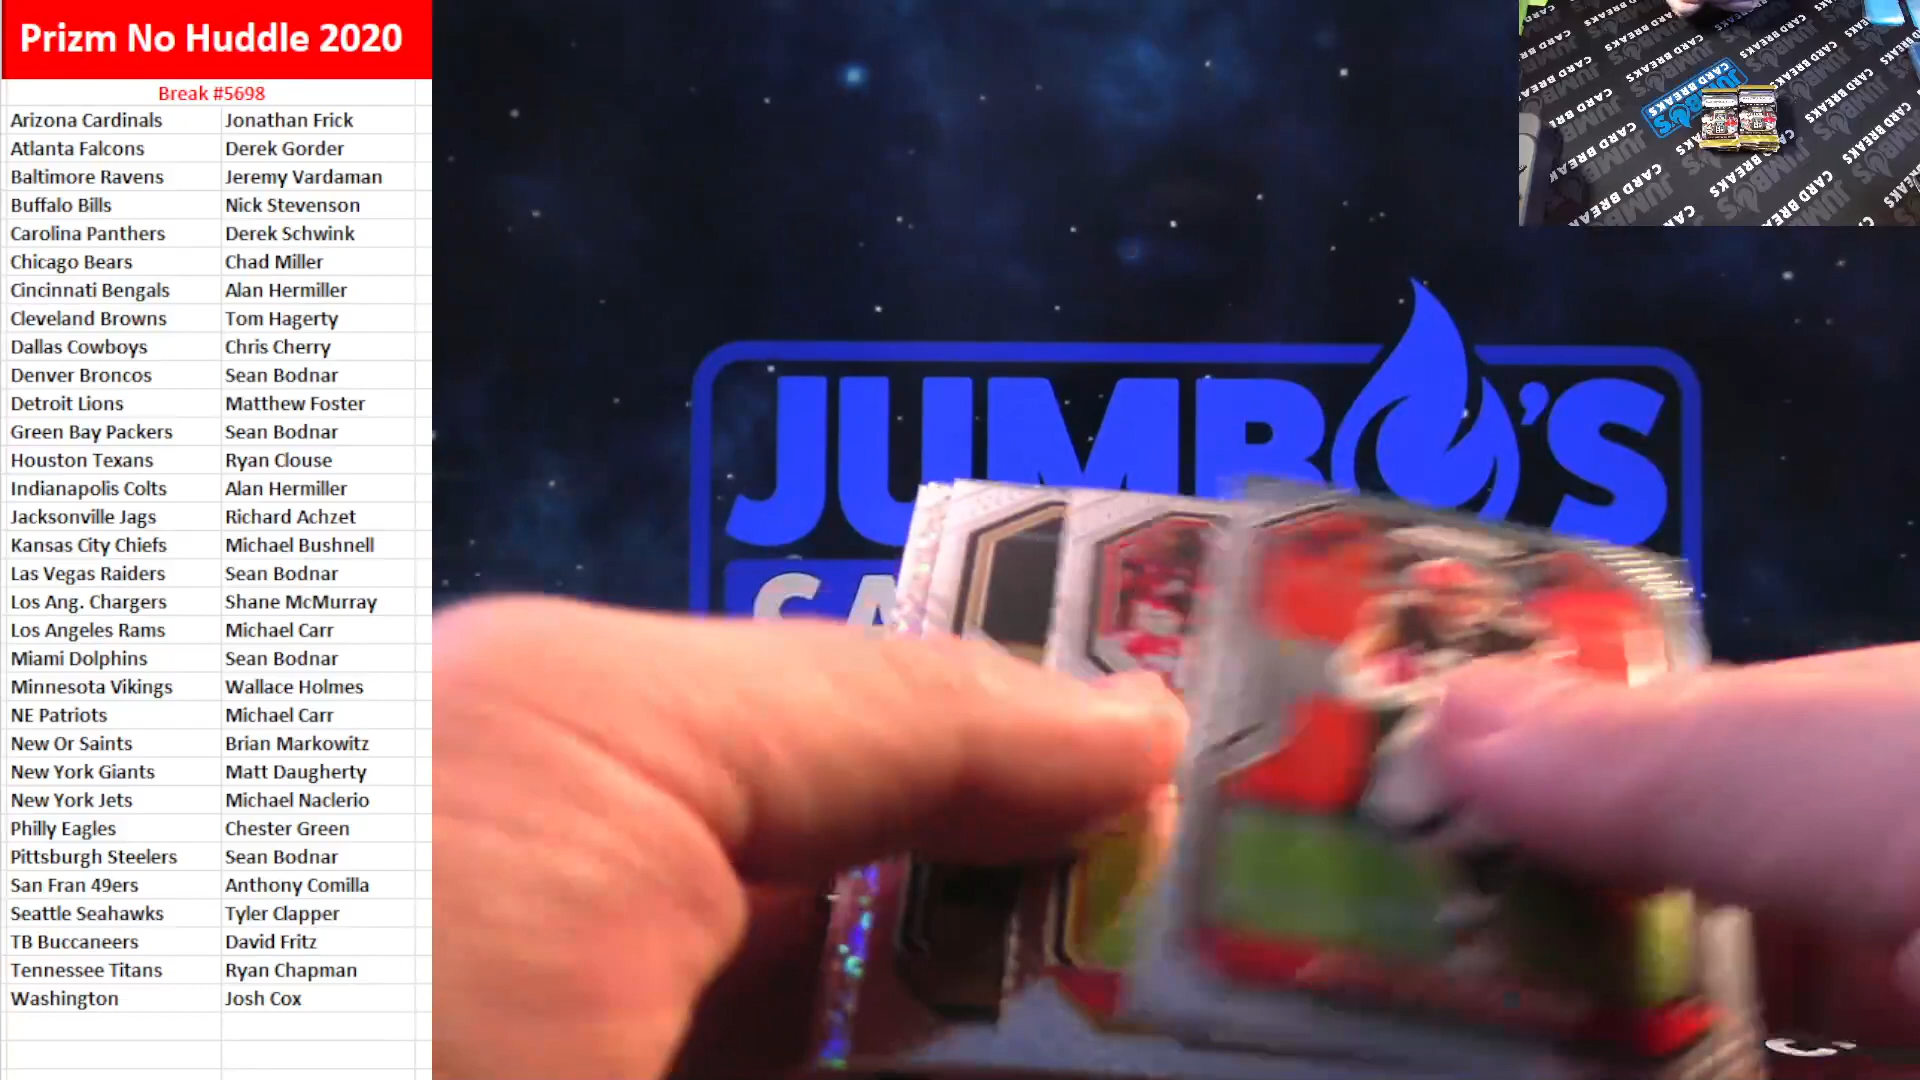 Prizm No Huddle 2020
Break #5698
Arizona Cardinals Jonathan Frick
Atlanta Falcons Derek Gorder
Baltimore Ravens Jeremy Vardaman
Buffalo Bills Nick Stevenson
Carolina Panthers Derek Schwink
Chicago Bears Chad Miller
Cincinnati Bengals Alan Hermiller
Cleveland Browns Tom Hagerty
Dallas Cowboys Chris Cherry
Denver Broncos Sean Bodnar
Detroit Lions Matthew Foster
Green Bay Packers Sean Bodnar
Houston Texans Ryan Clouse
Indianapolis Colts Alan Hermiller
Jacksonville Jags Richard Achzet
Kansas City Chiefs Michael Bushnell
Las Vegas Raiders Sean Bodnar
Los Ang. Chargers Shane McMurray
Los Angeles Rams Michael Carr
Miami Dolphins Sean Bodnar
Minnesota Vikings Wallace Holmes
NE Patriots Michael Carr
New Or Saints Brian Markowitz
New York Giants Matt Daugherty
New York Jets Michael Naclerio
Philly Eagles Chester Green
Pittsburgh Steelers Sean Bodnar
San Fran 49ers Anthony Comilla
Seattle Seahawks Tyler Clapper
TB Buccaneers David Fritz
Tennessee Titans Ryan Chapman
Washington Josh Cox
JUMBO'S
CA
JUMBO'S
CARD BREAKS